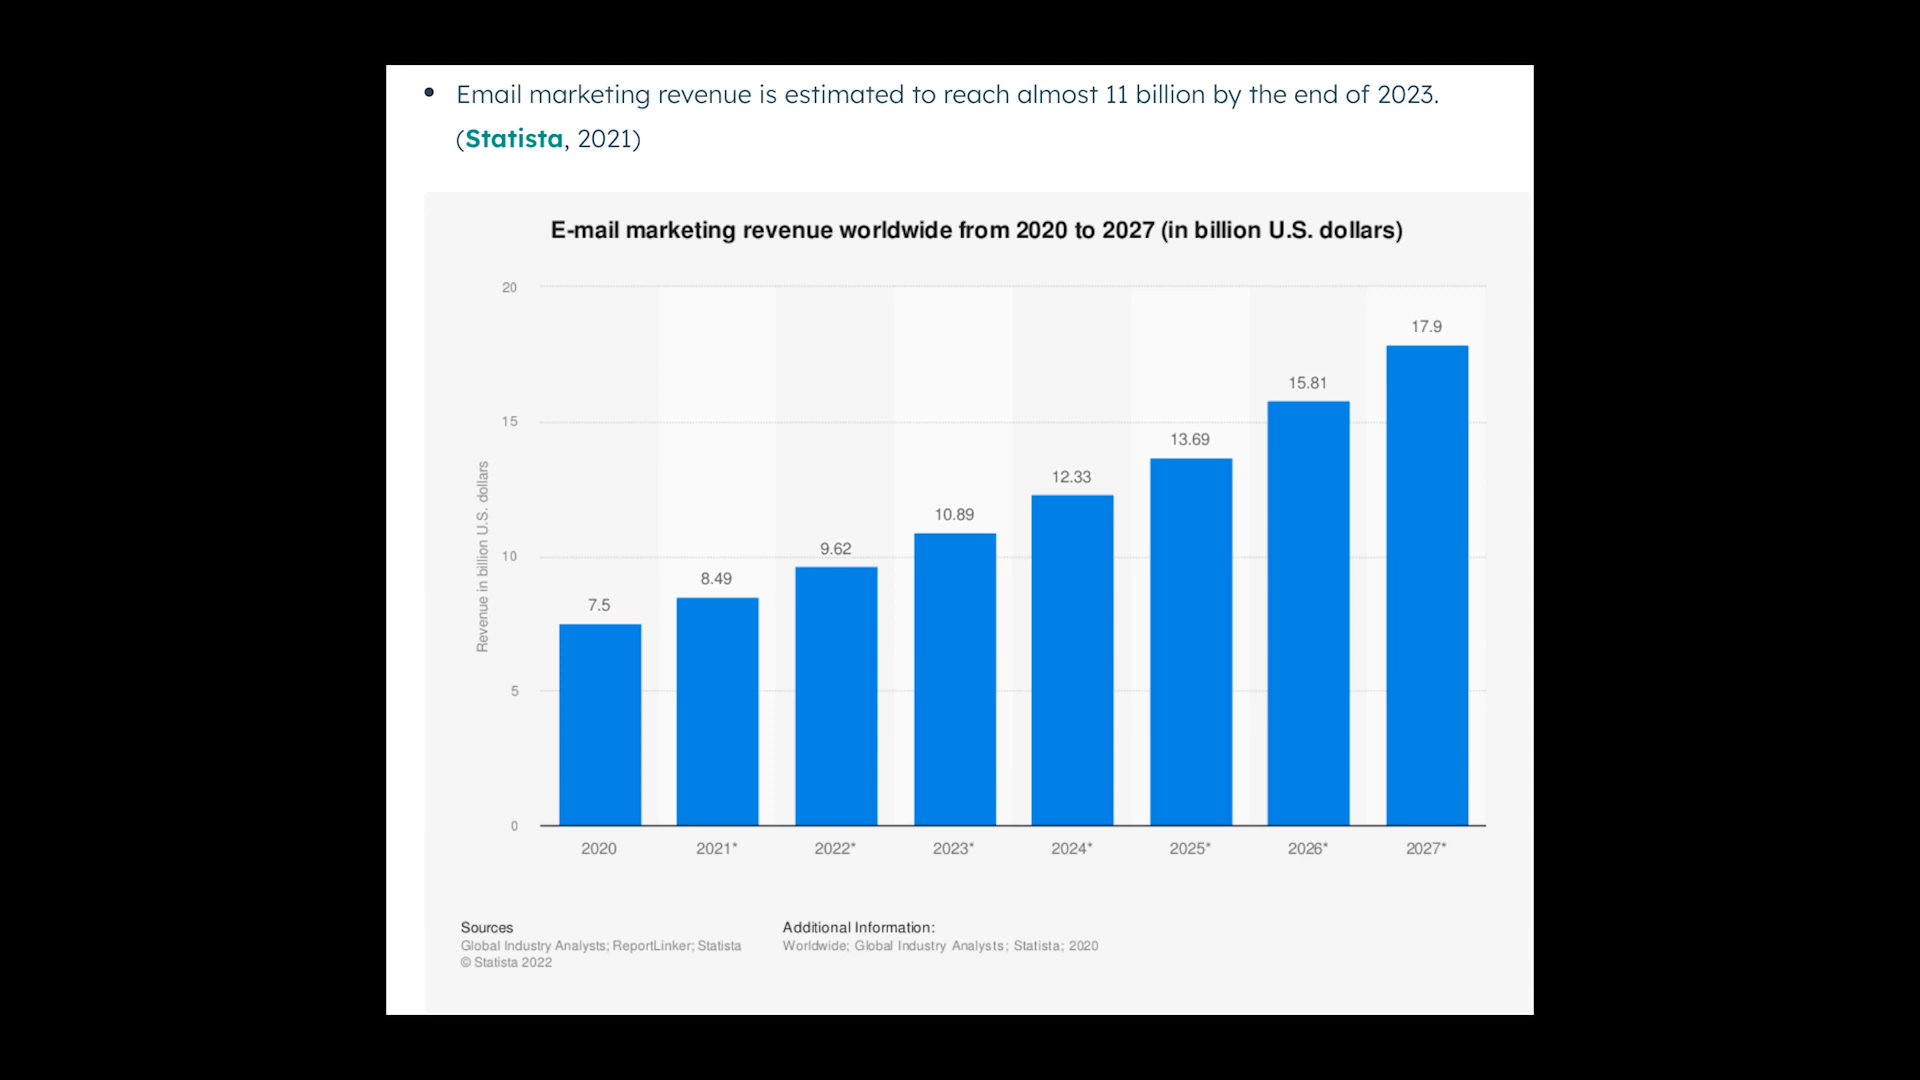 • Email marketing revenue is estimated to reach almost 11 billion by the end of 2023.
(Statista, 2021)
E-mail marketing revenue worldwide from 2020 to 2027 (in billion U.S. dollars)
Revenue in billion U.S. dollars
20
15
10
5
0
7.5
8.49
9.62
10.89
12.33
13.69
15.81
17.9
2020
2021*
2022*
2023*
2024*
2025*
2026*
2027*
Sources
Global Industry Analysts; ReportLinker; Statista
© Statista 2022
Additional Information:
Worldwide; Global Industry Analysts; Statista; 2020